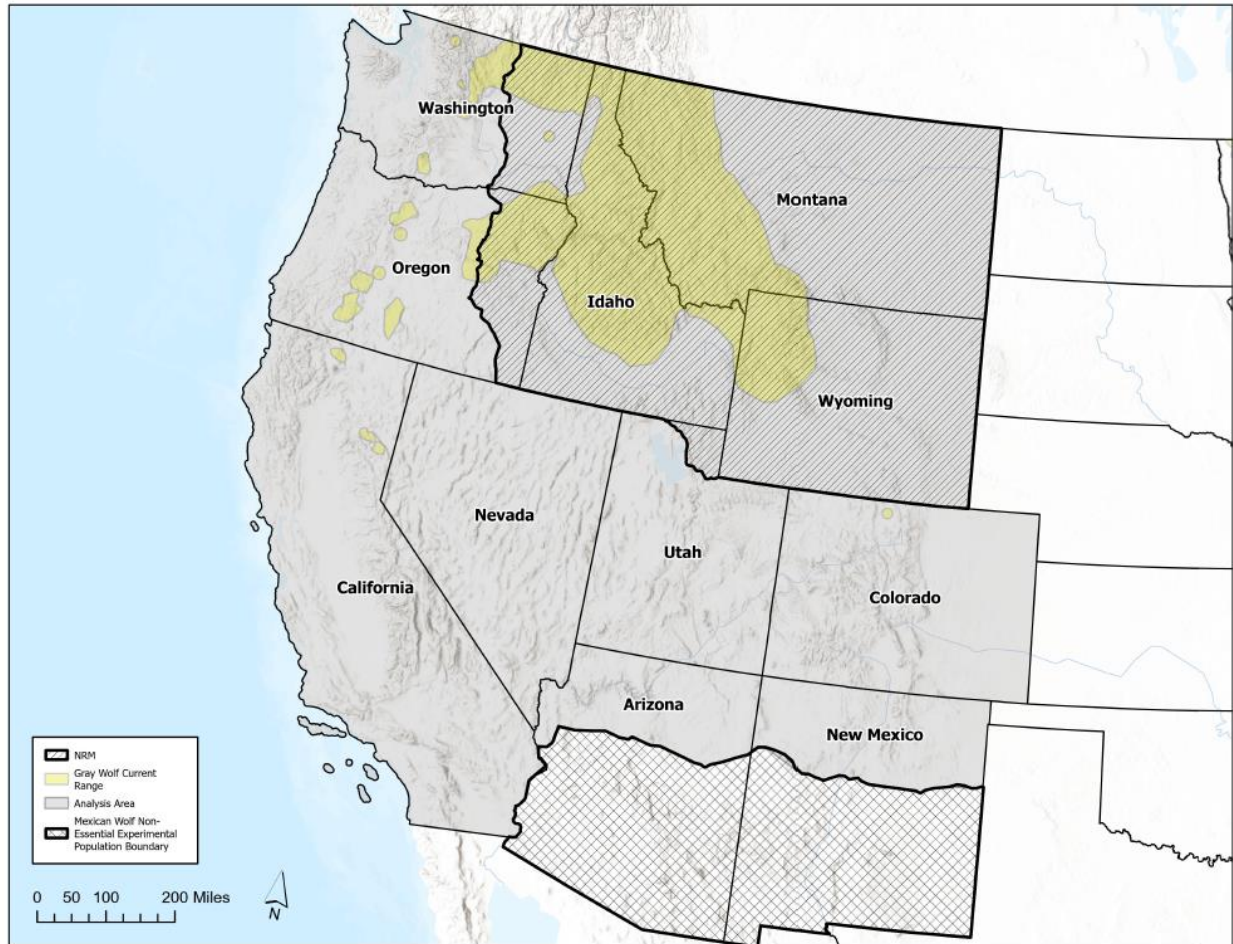 Washington
Montana
Oregon
Idaho
Wyoming
Nevada
Utah
California
Colorado
Arizona
New Mexico
NRM
Gray Wolf Current
Range
Analysis Area
Mexican Wolf Non-
Essential Experimental
Population Boundary
0 50 100 200 Miles
N